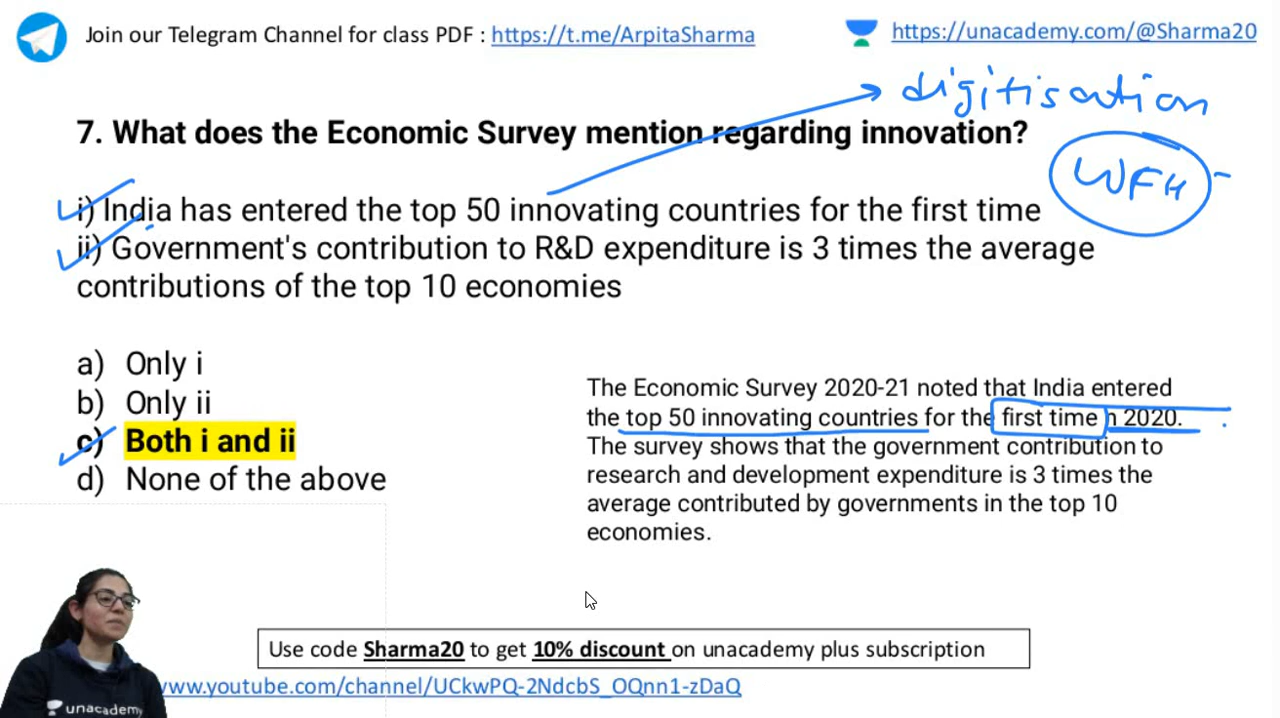 Join our Telegram Channel for class PDF : https://t.me/ArpitaSharma
https://unacademy.com/@Sharma20
digitisation
7. What does the Economic Survey mention regarding innovation?
WFH
i) India has entered the top 50 innovating countries for the first time
ii) Government's contribution to R&D expenditure is 3 times the average
contributions of the top 10 economies
a) Only i
b) Only ii
c) Both i and ii
d) None of the above
The Economic Survey 2020-21 noted that India entered
the top 50 innovating countries for the first time n 2020.
The survey shows that the government contribution to
research and development expenditure is 3 times the
average contributed by governments in the top 10
economies.
Use code Sharma20 to get 10% discount on unacademy plus subscription
www.youtube.com/channel/UCkwPQ-2NdcbS_OQnn1-zDaQ
unacademy